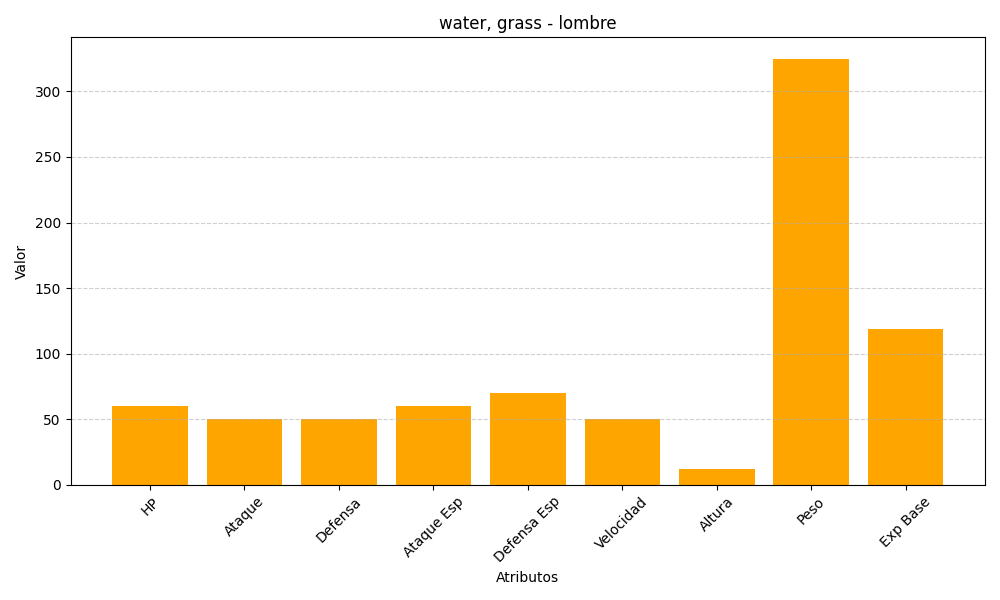 water, grass - lombre
Valor
300
250
200
150
100
50
0
HP
Ataque
Defensa
Ataque Esp
Defensa Esp
Velocidad
Altura
Peso
Exp Base
Atributos